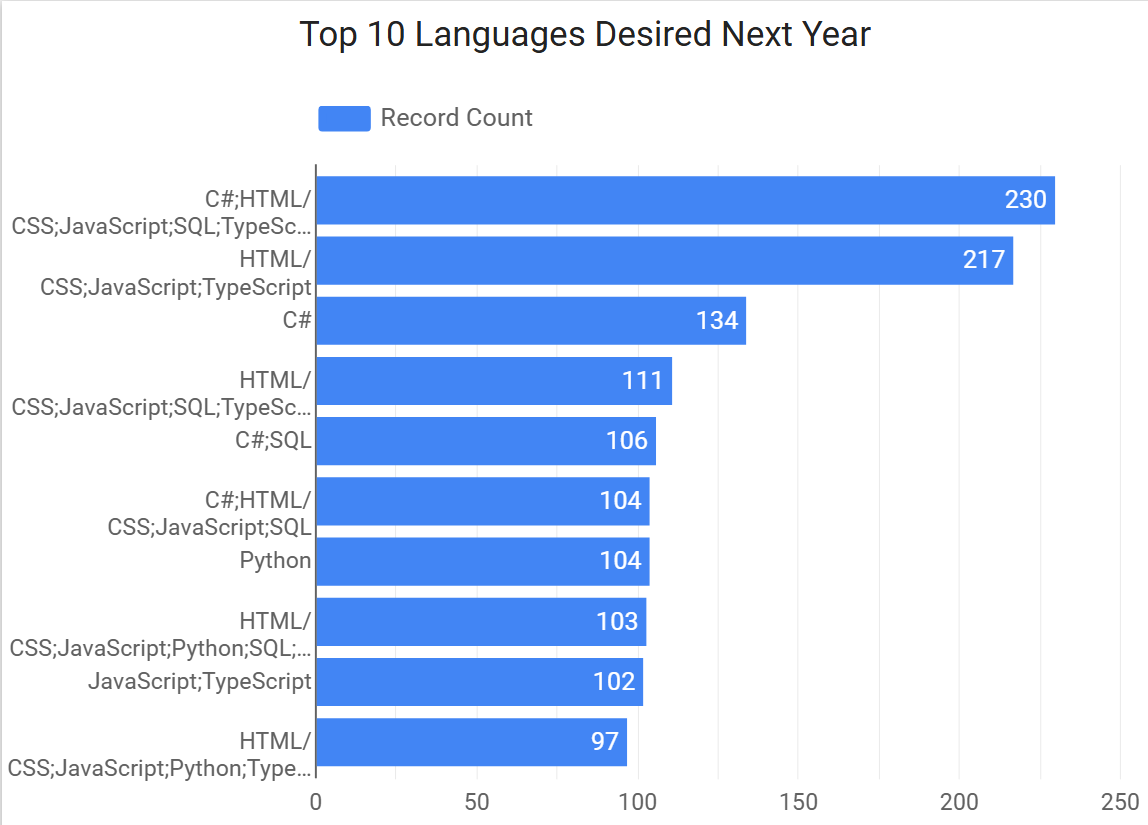 Top 10 Languages Desired Next Year
Record Count
C#;HTML/
CSS;JavaScript;SQL;TypeSc...
230
HTML/
CSS;JavaScript;TypeScript
217
C#
134
HTML/
CSS;JavaScript;SQL;TypeSc...
111
C#;SQL
106
C#;HTML/
CSS;JavaScript;SQL
104
Python
104
HTML/
CSS;JavaScript;Python;SQL;...
103
JavaScript;TypeScript
102
HTML/
CSS;JavaScript;Python;Type...
97
0 50 100 150 200 250